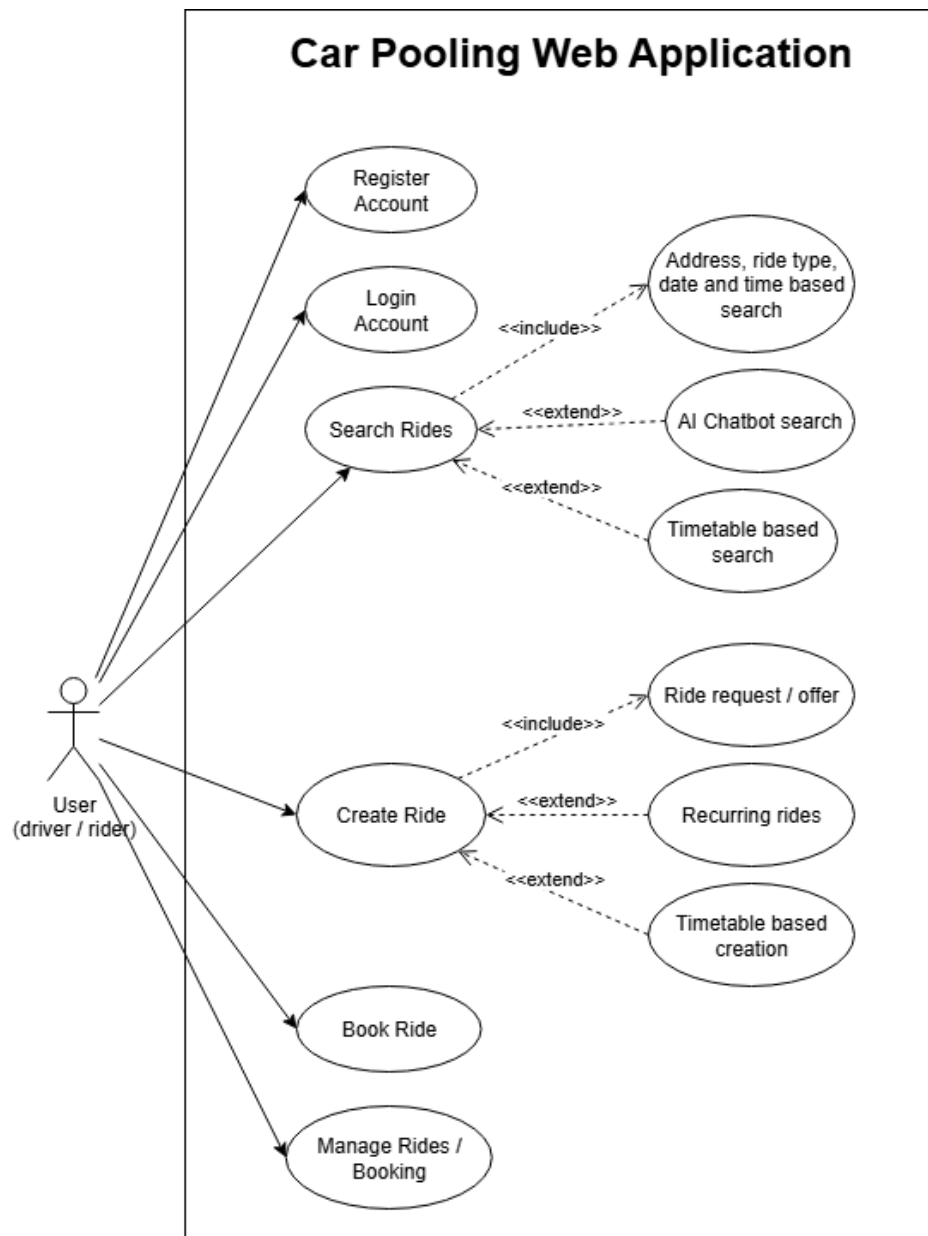 Car Pooling Web Application
Register
Account
Login
Account
Address, ride type,
date and time based
search
<<include>>
Search Rides
<<extend>>
AI Chatbot search
<<extend>>
Timetable based
search
User
(driver / rider)
Ride request / offer
<<include>>
Create Ride
<<extend>>
Recurring rides
<<extend>>
Timetable based
creation
Book Ride
Manage Rides /
Booking